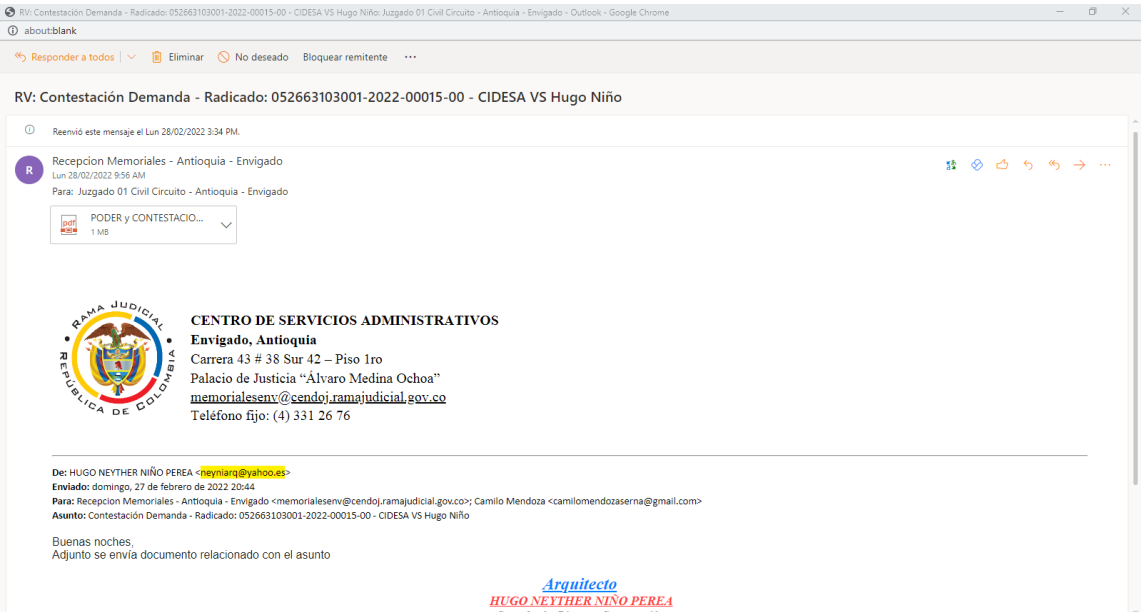 RV: Contestación Demanda - Radicado: 052663103001-2022-00015-00 - CIDESA VS Hugo Niño: Juzgado 01 Civil Circuito - Antioquia - Envigado - Outlook - Google Chrome
about:blank
Responder a todos Eliminar No deseado Bloquear remitente ...
RV: Contestación Demanda - Radicado: 052663103001-2022-00015-00 - CIDESA VS Hugo Niño
Reenvió este mensaje el Lun 28/02/2022 3:34 PM.
R
Recepcion Memoriales - Antioquia - Envigado
Lun 28/02/2022 9:56 AM
Para: Juzgado 01 Civil Circuito - Antioquia - Envigado
pdf
PODER y CONTESTACIO...
1 MB
RAMA JUDICIAL
REPÚBLICA DE COLOMBIA
CENTRO DE SERVICIOS ADMINISTRATIVOS
Envigado, Antioquia
Carrera 43 # 38 Sur 42 – Piso 1ro
Palacio de Justicia “Álvaro Medina Ochoa”
memorialesenv@cendoj.ramajudicial.gov.co
Teléfono fijo: (4) 331 26 76
De: HUGO NEYTHER NIÑO PEREA <neyniarq@yahoo.es>
Enviado: domingo, 27 de febrero de 2022 20:44
Para: Recepcion Memoriales - Antioquia - Envigado <memorialesenv@cendoj.ramajudicial.gov.co>; Camilo Mendoza <camilomendozaserna@gmail.com>
Asunto: Contestación Demanda - Radicado: 052663103001-2022-00015-00 - CIDESA VS Hugo Niño
Buenas noches,
Adjunto se envía documento relacionado con el asunto
Arquitecto
HUGO NEYTHER NIÑO PEREA